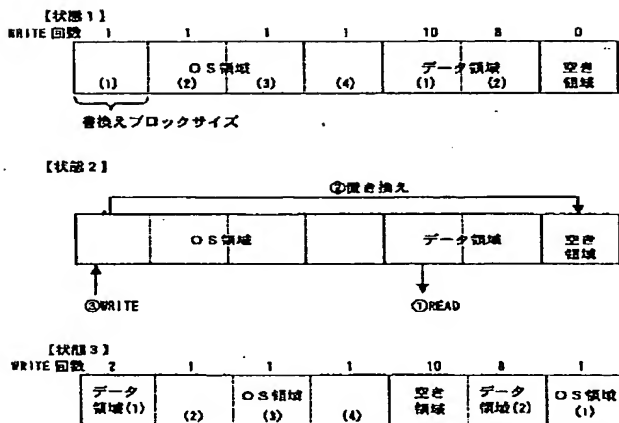 【状態1】
WRITE 回数 1 1 1 1 10 8 0
OS領域 データ領域 空き
(1) (2) (3) (4) (1) (2) 領域
書換えブロックサイズ
【状態2】
②置き換え
OS領域 データ領域 空き
領域
③WRITE ①READ
【状態3】
WRITE 回数 2 1 1 1 10 8 1
データ OS領域 空き データ OS領域
領域(1) (2) (3) (4) 領域 領域(2) (1)